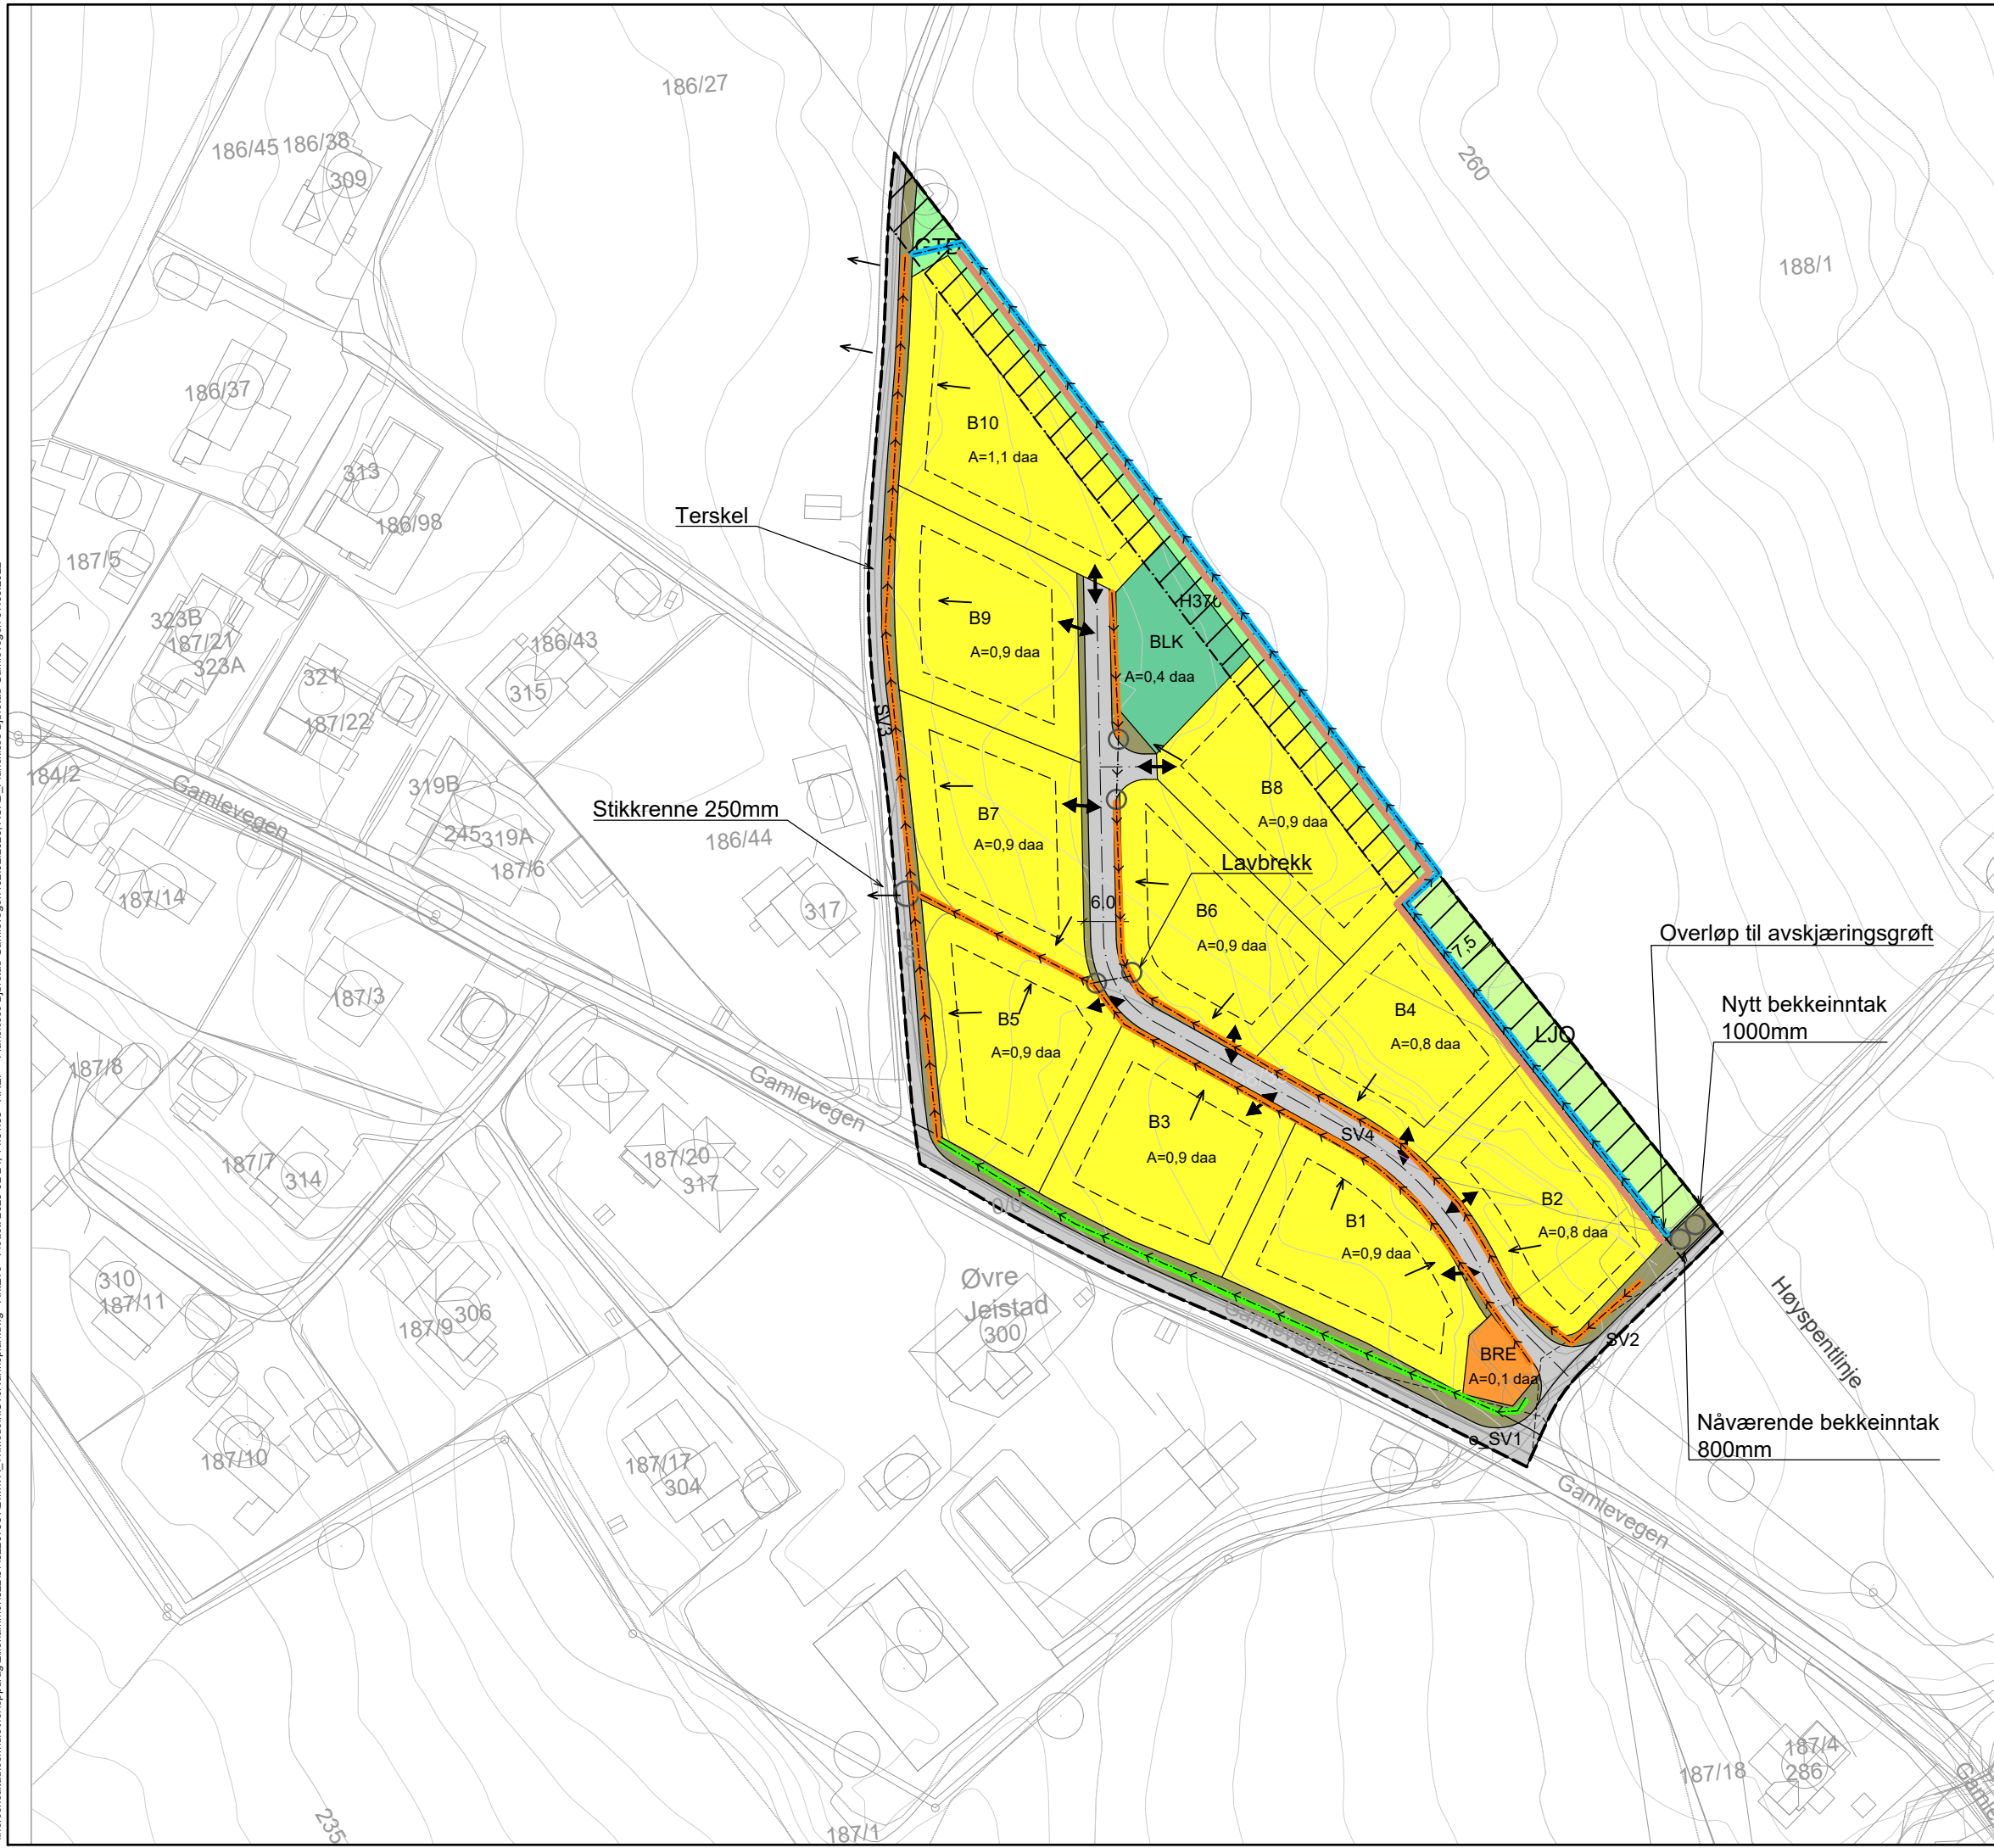 186/27
186/45 186/38
309
260
188/1
GTD
186/37
B10
A=1,1 daa
313
186/98
Terskel
187/5
323B
187/21
323A
186/43
315
321
187/22
B9
A=0,9 daa
H370
BLK
A=0,4 daa
SV3
184/2
Gamlevegen
319B
245
319A
187/6
187/14
Stikkrenne 250mm
186/44
317
B7
A=0,9 daa
B8
A=0,9 daa
Lavbrekk
6,0
B6
A=0,9 daa
7,5
Overløp til avskjæringsgrøft
Nytt bekkeinntak
1000mm
187/3
B5
A=0,9 daa
B4
A=0,8 daa
LJO
187/8
Gamlevegen
B3
A=0,9 daa
SV4
187/7
314
187/20
317
0/0
B1
A=0,9 daa
B2
A=0,8 daa
310
187/11
306
187/9
Øvre
Jeistad
300
Gamlevegen
BRE
A=0,1 daa
SV2
Høyspentlinje
Nåværende bekkeinntak
800mm
o_SV1
187/10
187/17
304
Gamlevegen
235
187/1
187/18
187/4
286